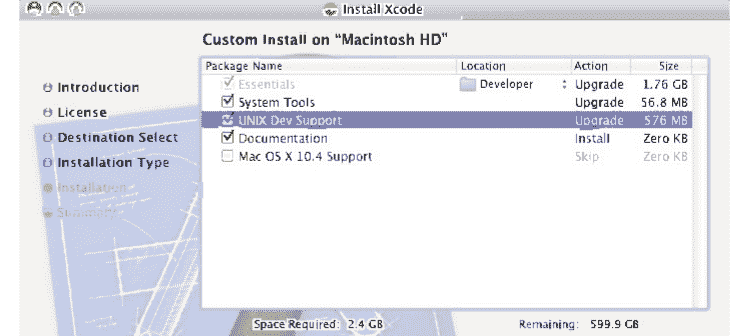 Install Xcode
Custom Install on "Macintosh HD"
Package Name Location Action Size
Essentials Developer Upgrade 1.76 GB
System Tools Upgrade 56.8 MB
UNIX Dev Support Upgrade 576 MB
Documentation Install Zero KB
Mac OS X 10.4 Support Skip Zero KB
Introduction
License
Destination Select
Installation Type
Installation
Summary
Space Required: 2.4 GB Remaining: 599.9 GB